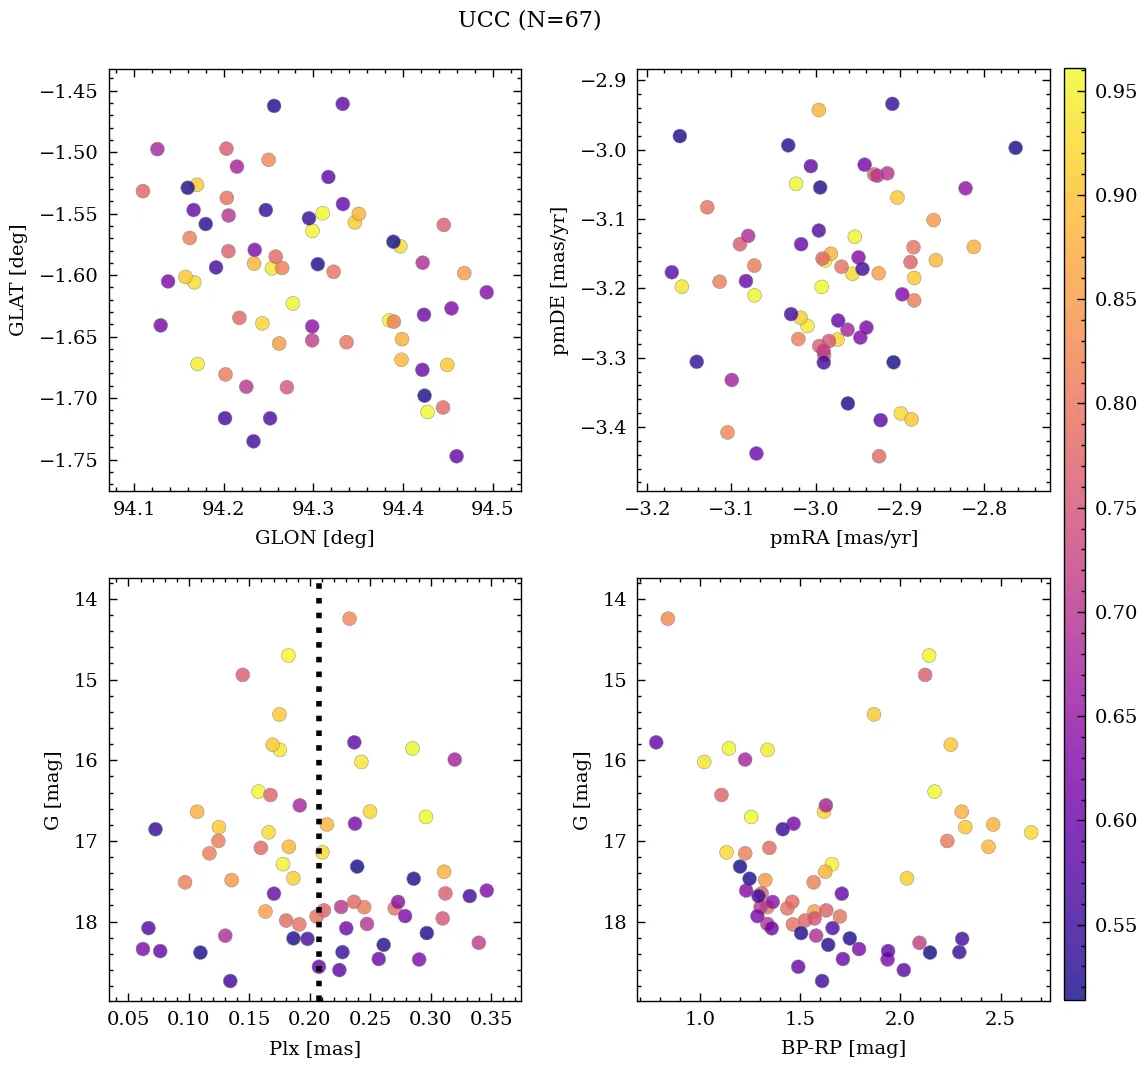 UCC (N=67)
−1.45
−1.50
−1.55
−1.60
−1.65
−1.70
−1.75
GLAT [deg]
94.1 94.2 94.3 94.4 94.5
GLON [deg]
−2.9
−3.0
−3.1
−3.2
−3.3
−3.4
pmDE [mas/yr]
−3.2 −3.1 −3.0 −2.9 −2.8
pmRA [mas/yr]
14
15
16
17
18
G [mag]
0.05 0.10 0.15 0.20 0.25 0.30 0.35
Plx [mas]
14
15
16
17
18
G [mag]
1.0 1.5 2.0 2.5
BP-RP [mag]
0.95
0.90
0.85
0.80
0.75
0.70
0.65
0.60
0.55